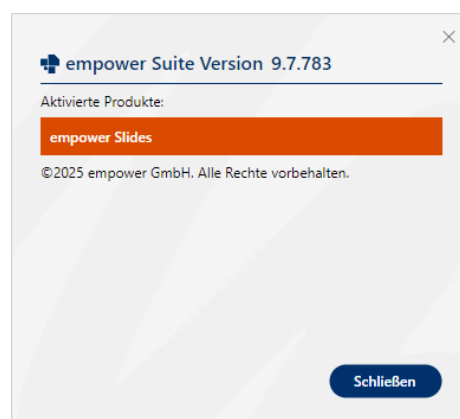 empower Suite Version 9.7.783
Aktivierte Produkte:
empower Slides
©2025 empower GmbH. Alle Rechte vorbehalten.
Schließen